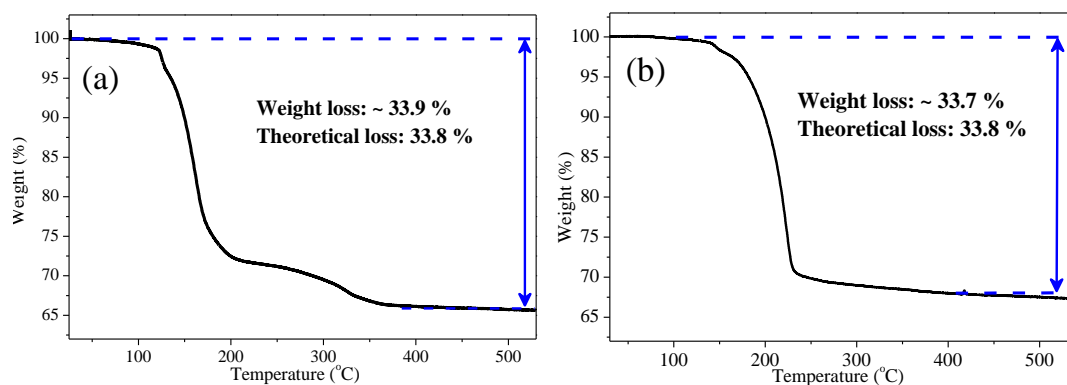 (a)
Weight loss: ~ 33.9 %
Theoretical loss: 33.8 %
Weight (%)
100
95
90
85
80
75
70
65
100
200
300
400
500
Temperature (°C)
(b)
Weight loss: ~ 33.7 %
Theoretical loss: 33.8 %
Weight (%)
100
95
90
85
80
75
70
65
100
200
300
400
500
Temperature (°C)